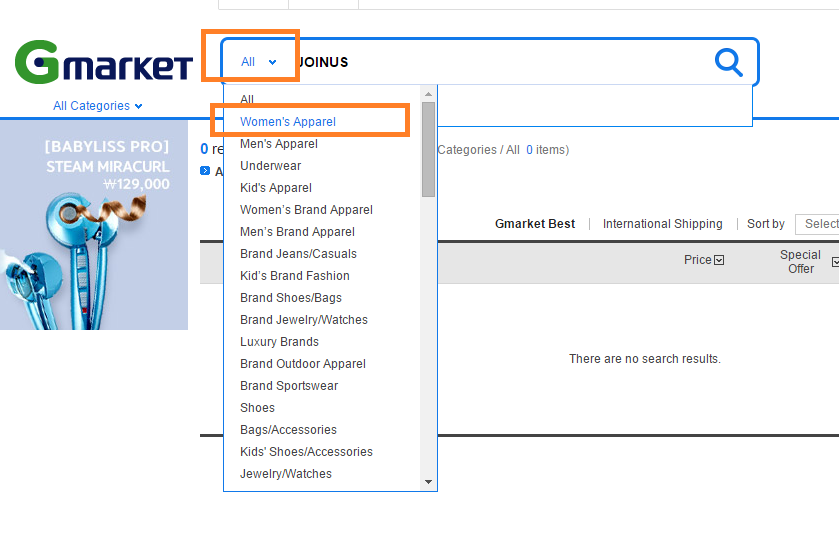 Gmarket
All
JOINUS
All Categories
All
Women's Apparel
Men's Apparel
Underwear
Kid's Apparel
Women's Brand Apparel
Men's Brand Apparel
Brand Jeans/Casuals
Kid's Brand Fashion
Brand Shoes/Bags
Brand Jewelry/Watches
Luxury Brands
Brand Outdoor Apparel
Brand Sportswear
Shoes
Bags/Accessories
Kids' Shoes/Accessories
Jewelry/Watches
[BABYLISS PRO]
STEAM MIRACURL
₩129,000
0 re
Categories / All 0 items)
A
Gmarket Best | International Shipping | Sort by Select
Price
Special
Offer
There are no search results.